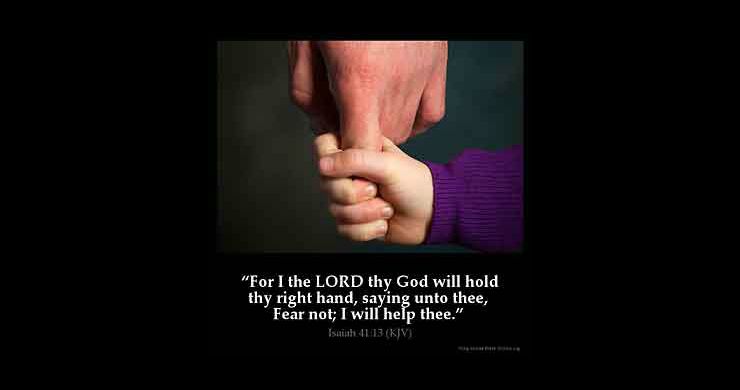 “For I the LORD thy God will hold
thy right hand, saying unto thee,
Fear not; I will help thee.”
Isaiah 41:13 (KJV)